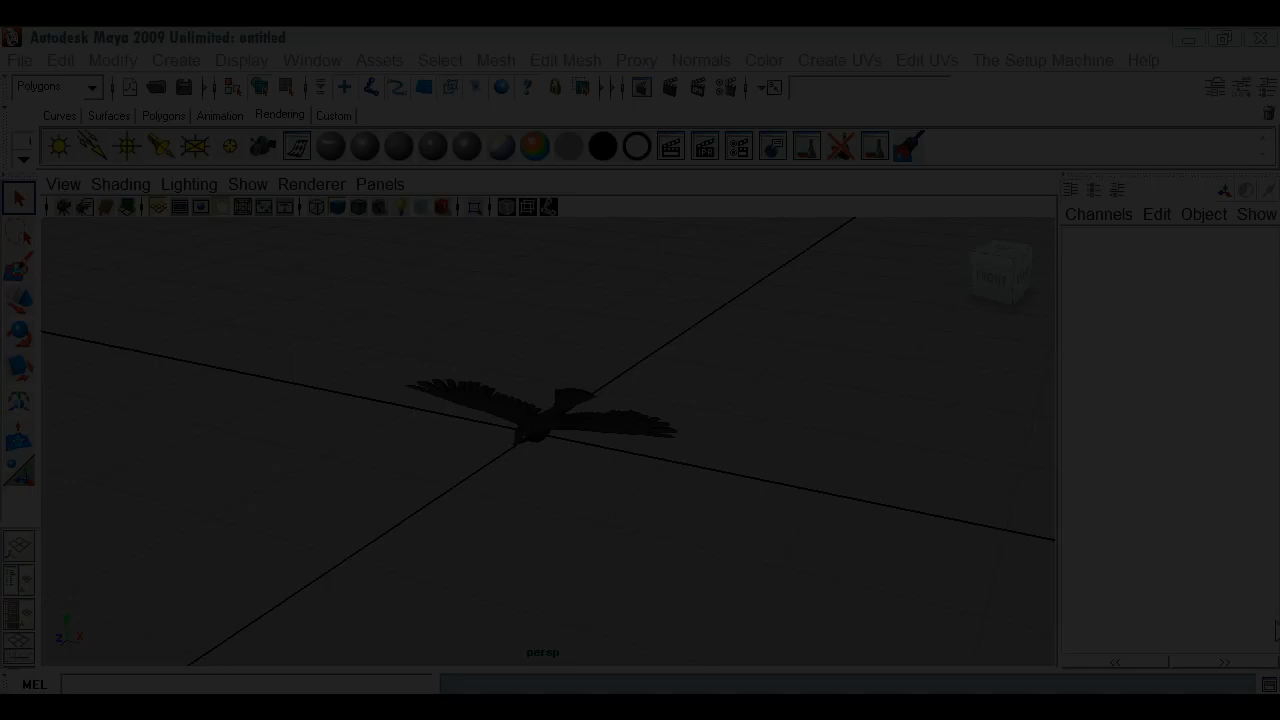 Autodesk Maya 2009 Unlimited: untitled
File Edit Modify Create Display Window Assets Select Mesh Edit Mesh Proxy Normals Color Create UVs Edit UVs The Setup Machine Help
Polygons
Curves Surfaces Polygons Animation Rendering Custom
IPR
View Shading Lighting Show Renderer Panels
Channels Edit Object Show
FRONT
Z X
persp
<< >>
MEL